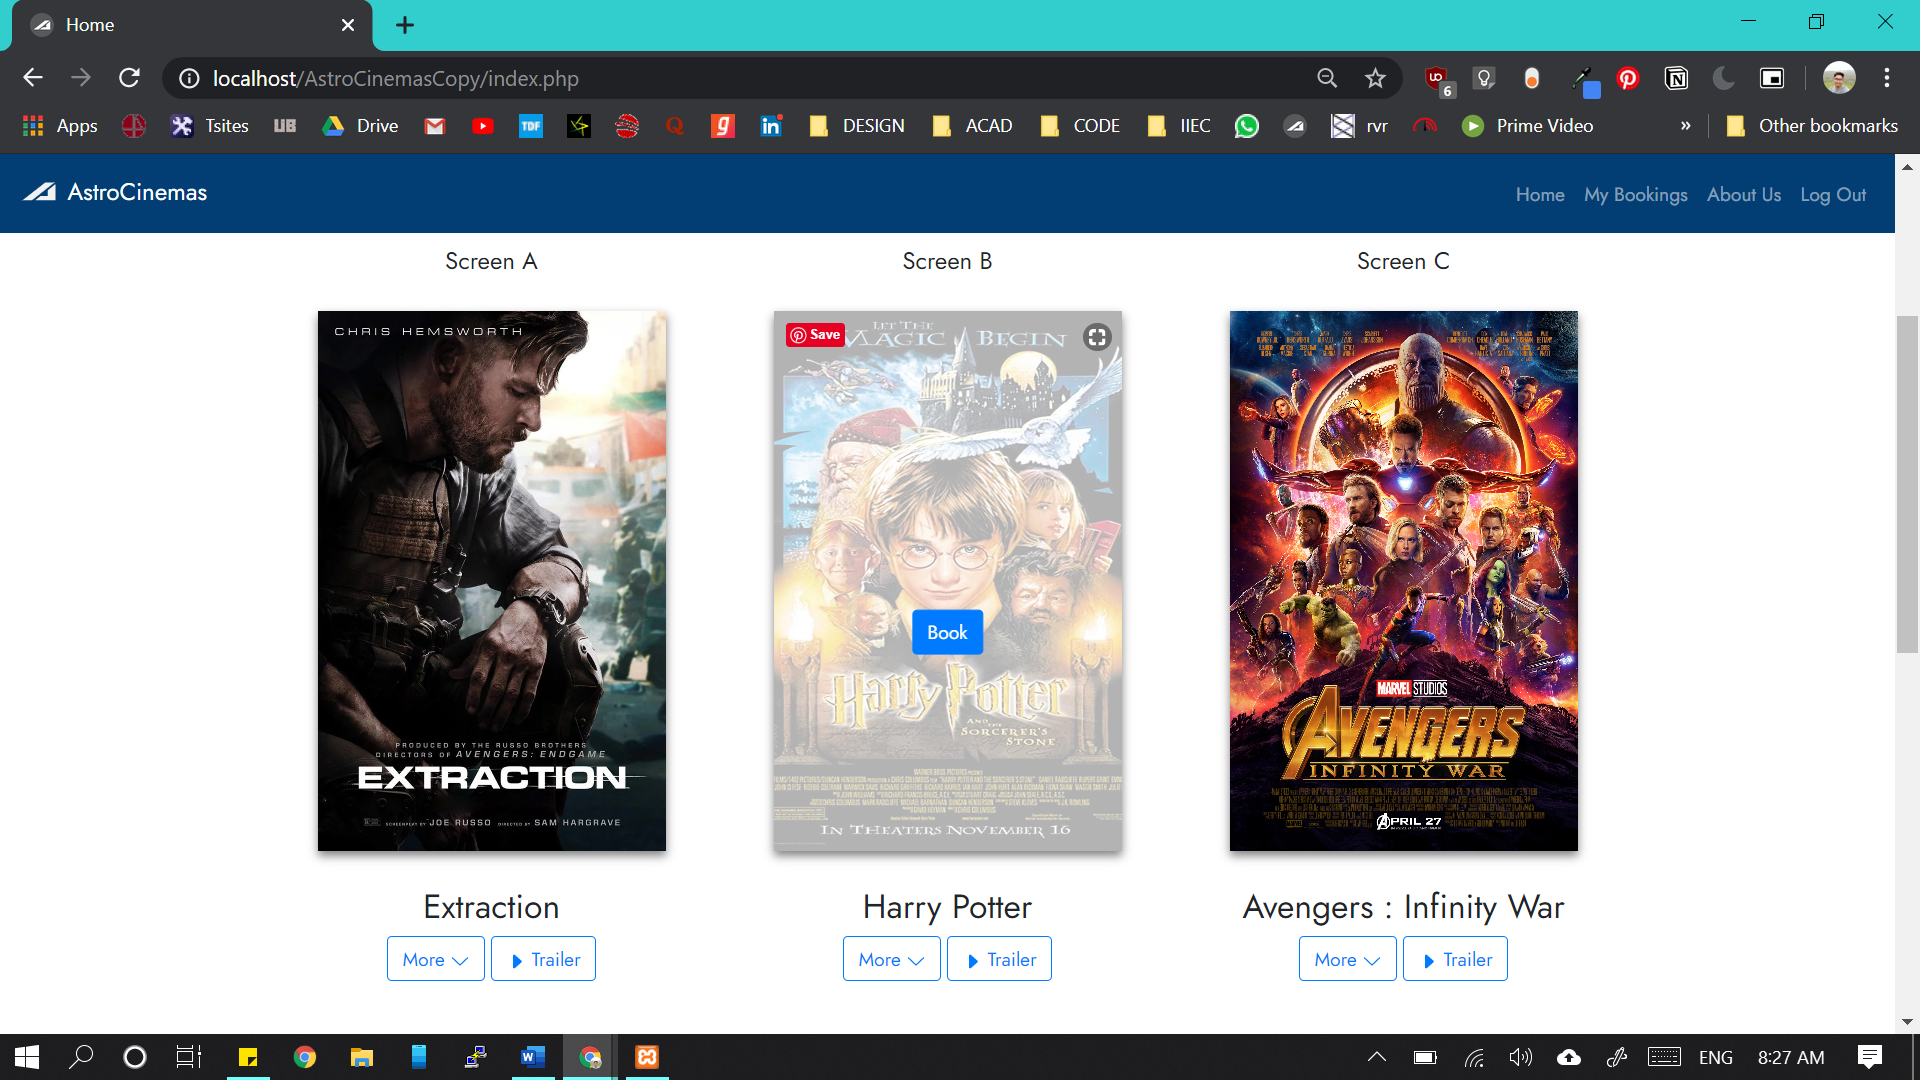 Home
localhost/AstroCinemasCopy/index.php
6
Apps
Tsites
UB
Drive
TDF
DESIGN
ACAD
CODE
IIEC
rvr
Prime Video
»
Other bookmarks
AstroCinemas
Home
My Bookings
About Us
Log Out
Screen A
Screen B
Screen C
CHRIS HEMSWORTH
PRODUCED BY THE RUSSO BROTHERS
DIRECTORS OF AVENGERS: ENDGAME
EXTRACTION
SCREENPLAY BY JOE RUSSO DIRECTED BY SAM HARGRAVE
Save
LET THE
MAGIC BEGIN
Book
Harry Potter
AND THE
SORCERER'S
STONE
IN THEATERS NOVEMBER 16
MARVEL STUDIOS
AVENGERS
INFINITY WAR
APRIL 27
Extraction
Harry Potter
Avengers : Infinity War
More
Trailer
More
Trailer
More
Trailer
ENG
8:27 AM